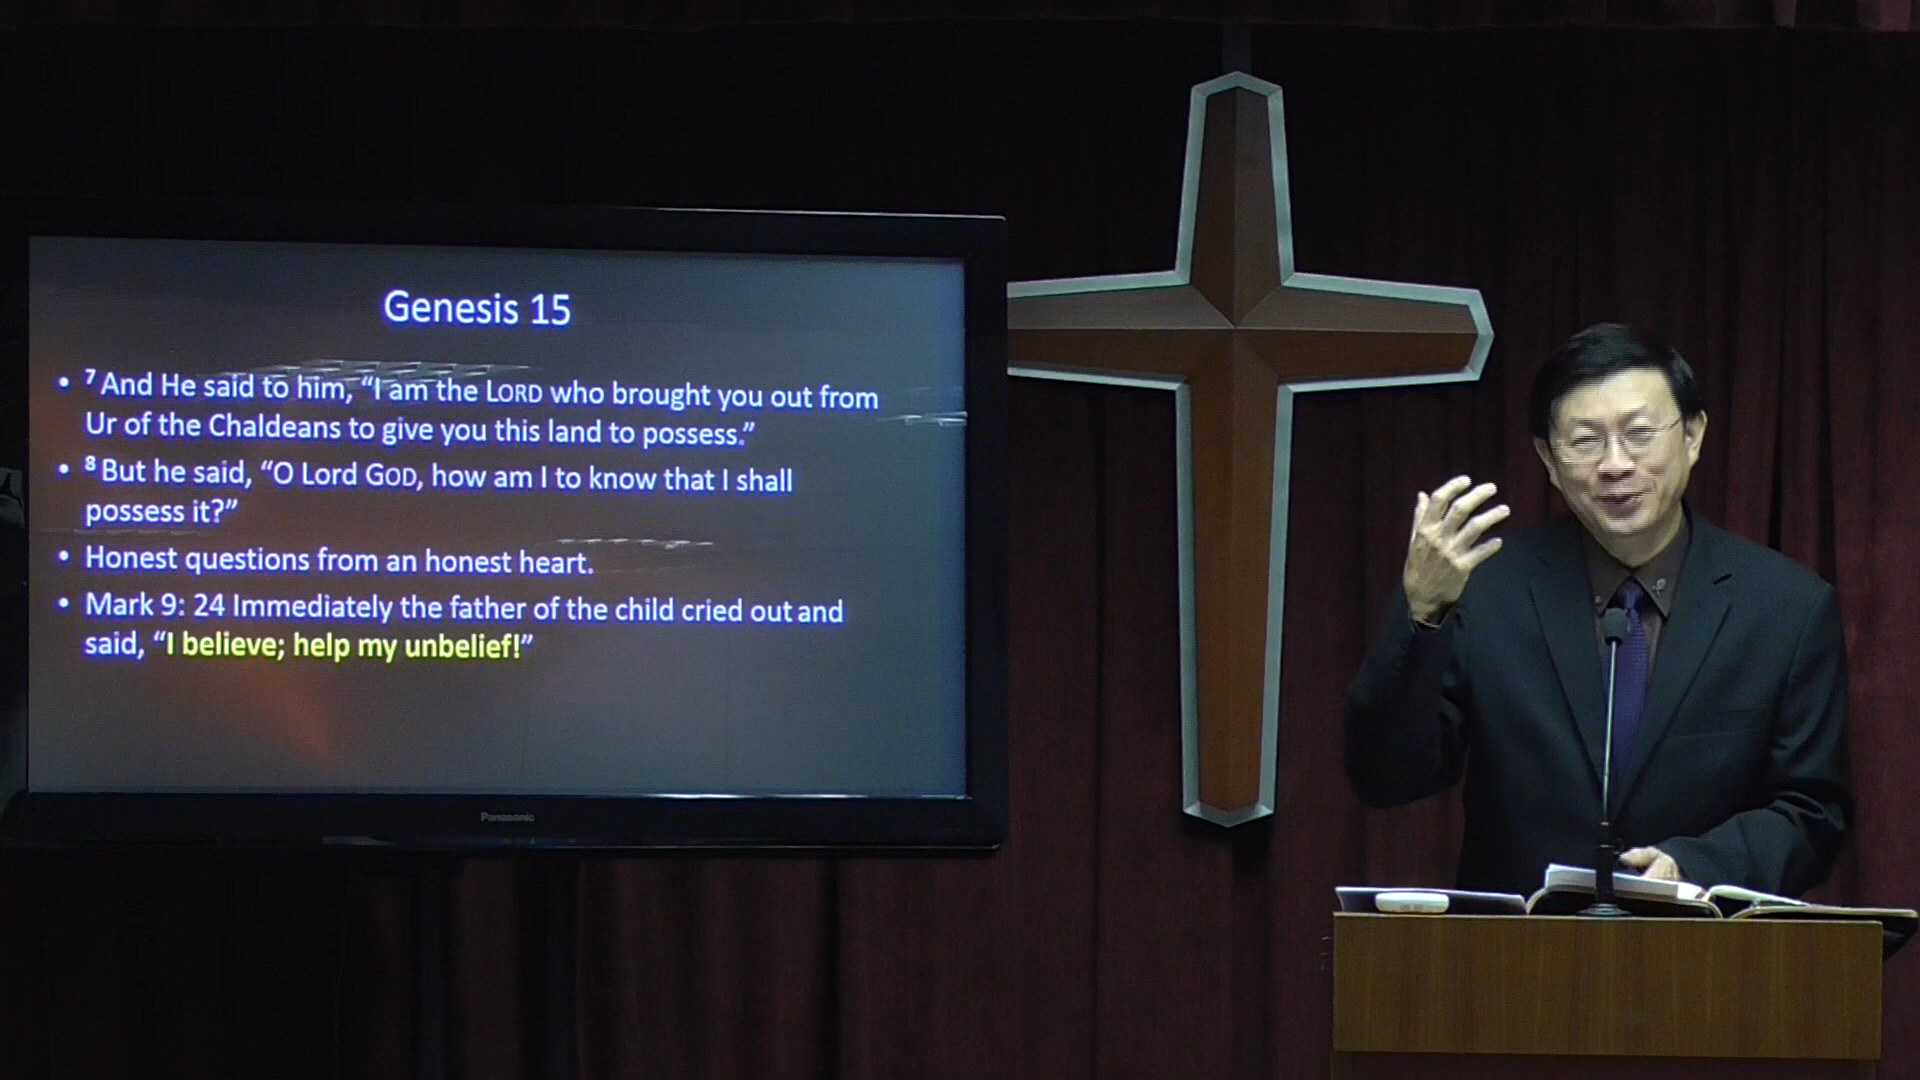 Genesis 15
• ⁷ And He said to him, “I am the LORD who brought you out from
Ur of the Chaldeans to give you this land to possess.”
• ⁸ But he said, “O Lord GOD, how am I to know that I shall
possess it?”
• Honest questions from an honest heart.
• Mark 9: 24 Immediately the father of the child cried out and
said, “I believe; help my unbelief!”
Panasonic